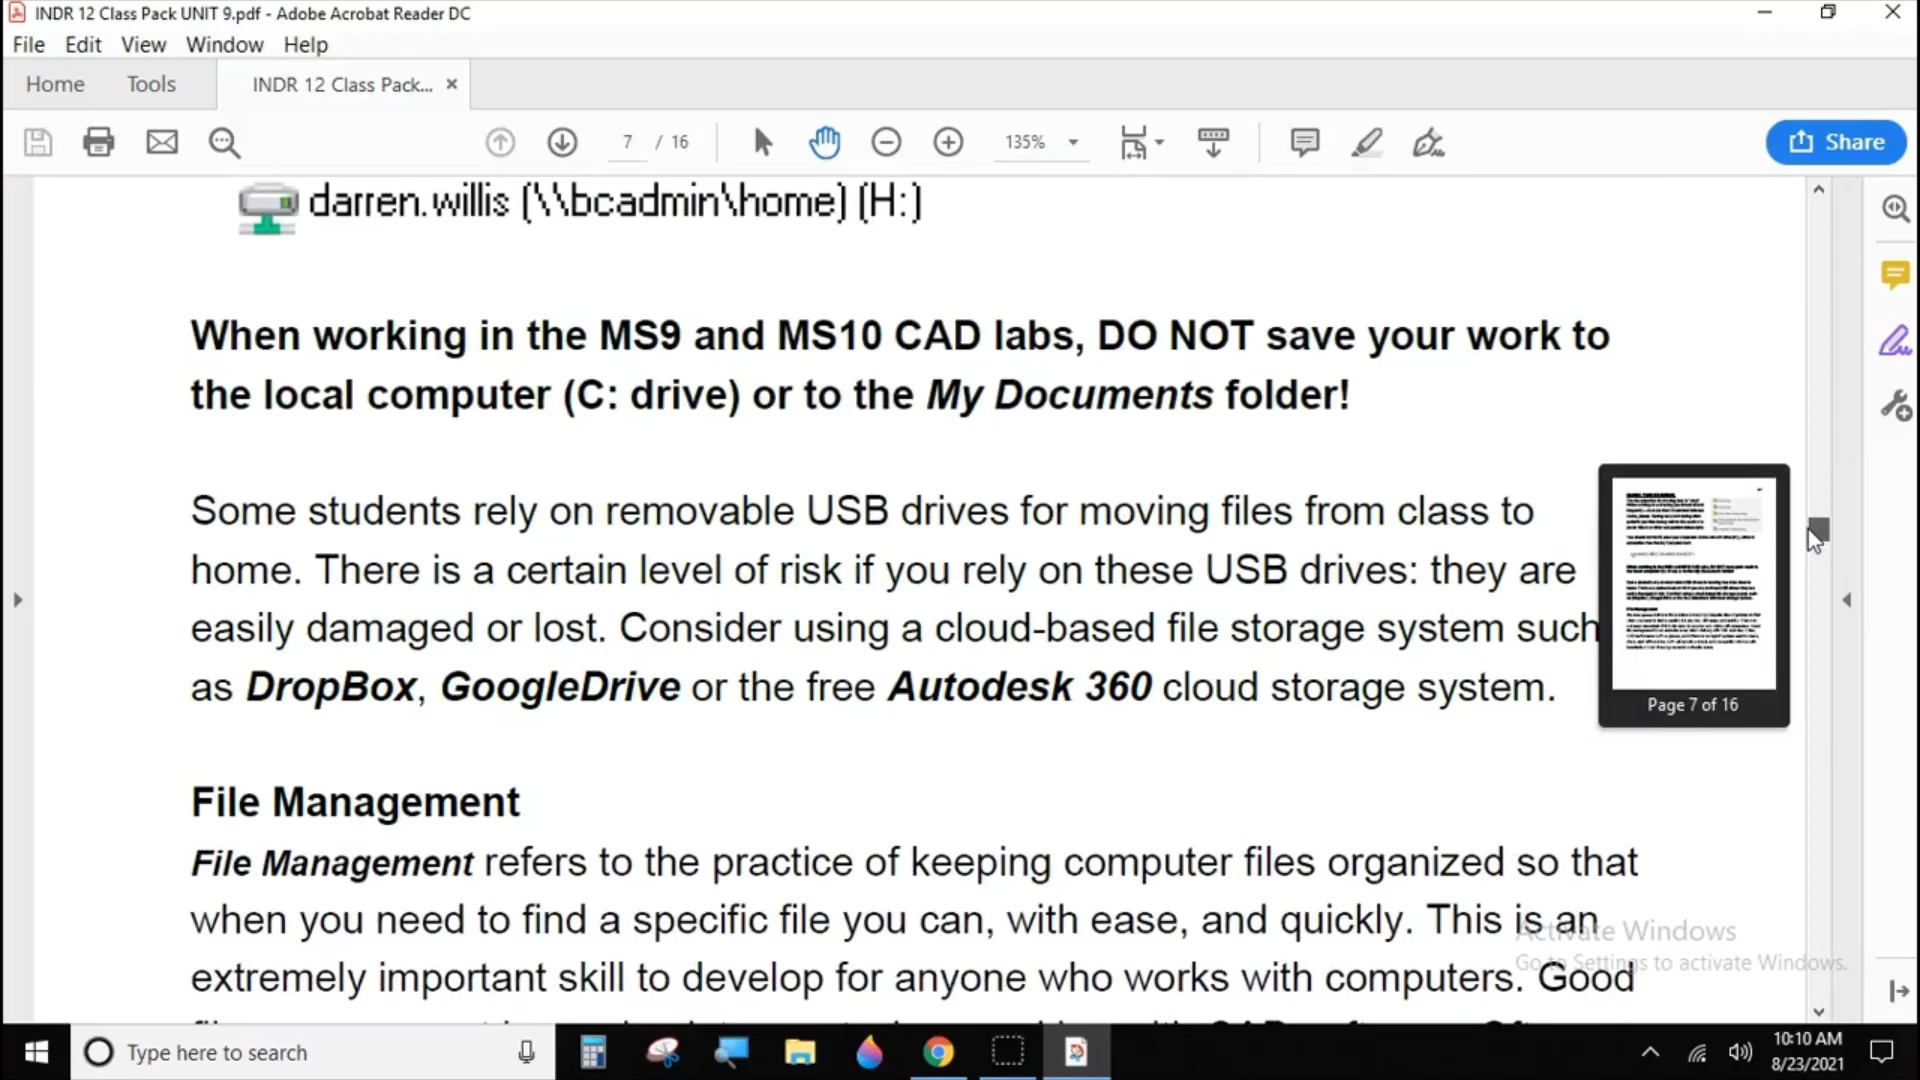 INDR 12 Class Pack UNIT 9.pdf - Adobe Acrobat Reader DC
File Edit View Window Help
Home Tools INDR 12 Class Pack... ×
7 / 16 135% Share
darren.willis (\\bcadmin\home) (H:)
When working in the MS9 and MS10 CAD labs, DO NOT save your work to
the local computer (C: drive) or to the My Documents folder!
Some students rely on removable USB drives for moving files from class to
home. There is a certain level of risk if you rely on these USB drives: they are
easily damaged or lost. Consider using a cloud-based file storage system such
as DropBox, GoogleDrive or the free Autodesk 360 cloud storage system.
Page 7 of 16
File Management
File Management refers to the practice of keeping computer files organized so that
when you need to find a specific file you can, with ease, and quickly. This is an
extremely important skill to develop for anyone who works with computers. Good
Activate Windows
Go to Settings to activate Windows.
Type here to search
10:10 AM
8/23/2021